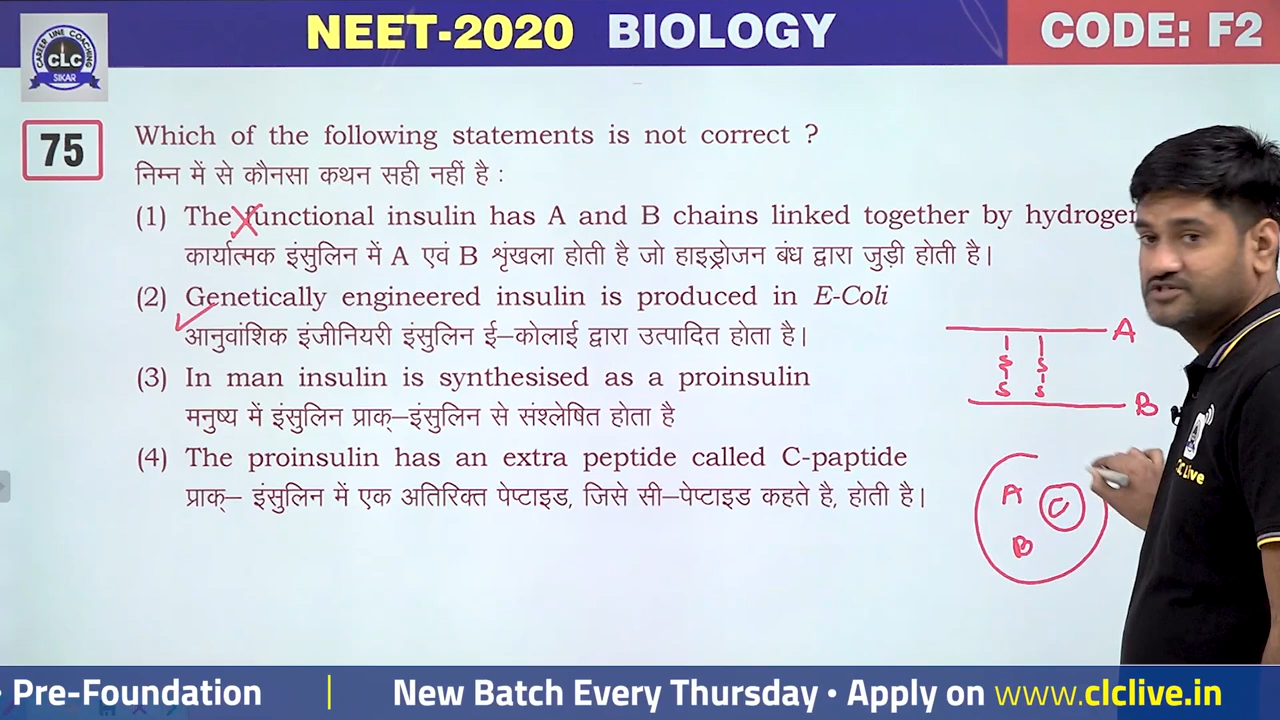 NEET-2020 BIOLOGY
CODE: F2
CAREER LINE COACHING
CLC
SIKAR
75
Which of the following statements is not correct ?
निम्न में से कौनसा कथन सही नहीं है :
(1) The functional insulin has A and B chains linked together by hydrogen
कार्यात्मक इंसुलिन में A एवं B शृंखला होती है जो हाइड्रोजन बंध द्वारा जुड़ी होती है।
(2) Genetically engineered insulin is produced in E-Coli
आनुवांशिक इंजीनियरी इंसुलिन ई–कोलाई द्वारा उत्पादित होता है।
(3) In man insulin is synthesised as a proinsulin
मनुष्य में इंसुलिन प्राक्–इंसुलिन से संश्लेषित होता है
(4) The proinsulin has an extra peptide called C-paptide
प्राक्– इंसुलिन में एक अतिरिक्त पेप्टाइड, जिसे सी–पेप्टाइड कहते है, होती है।
A
S S
S S
B
A
C
B
CLC Live
• Pre-Foundation | New Batch Every Thursday • Apply on www.clclive.in